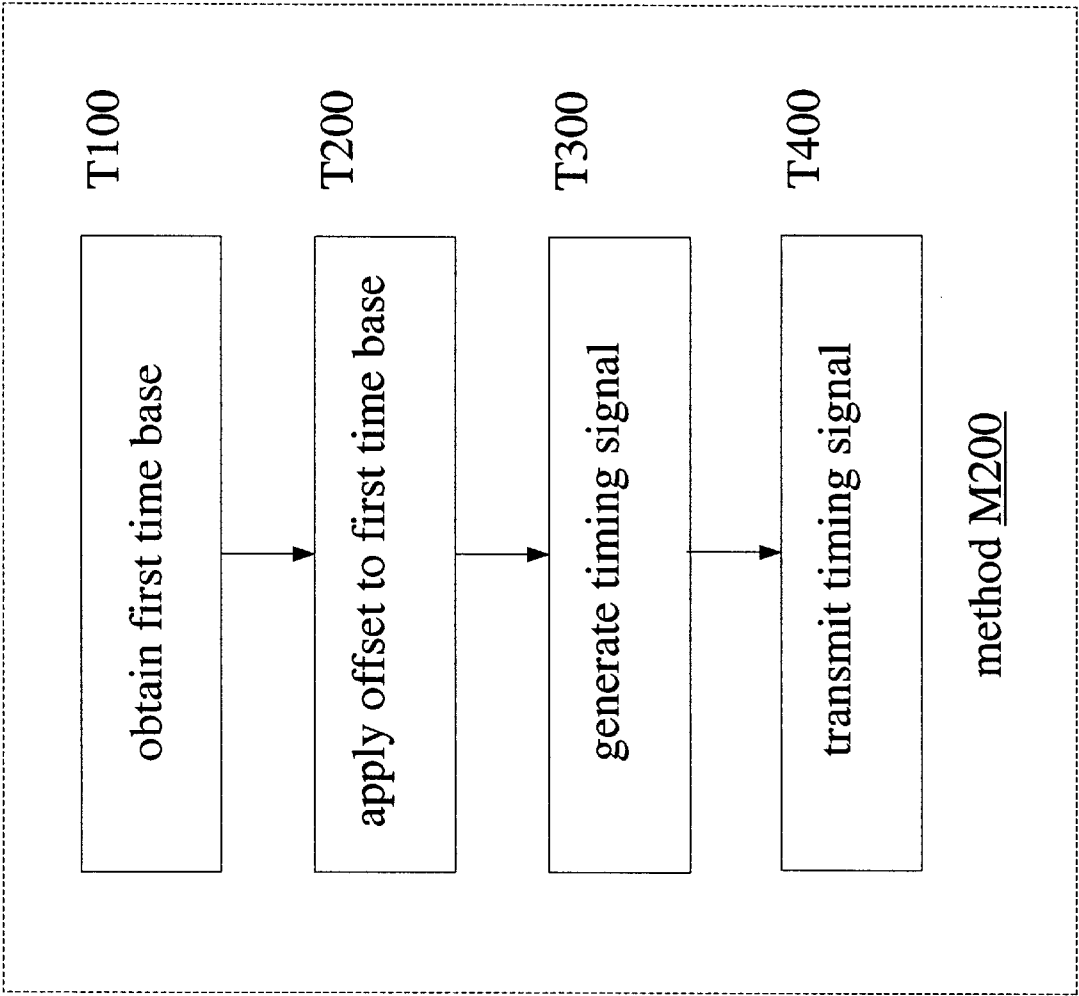 T100
obtain first time base
T200
apply offset to first time base
T300
generate timing signal
T400
transmit timing signal
method M200